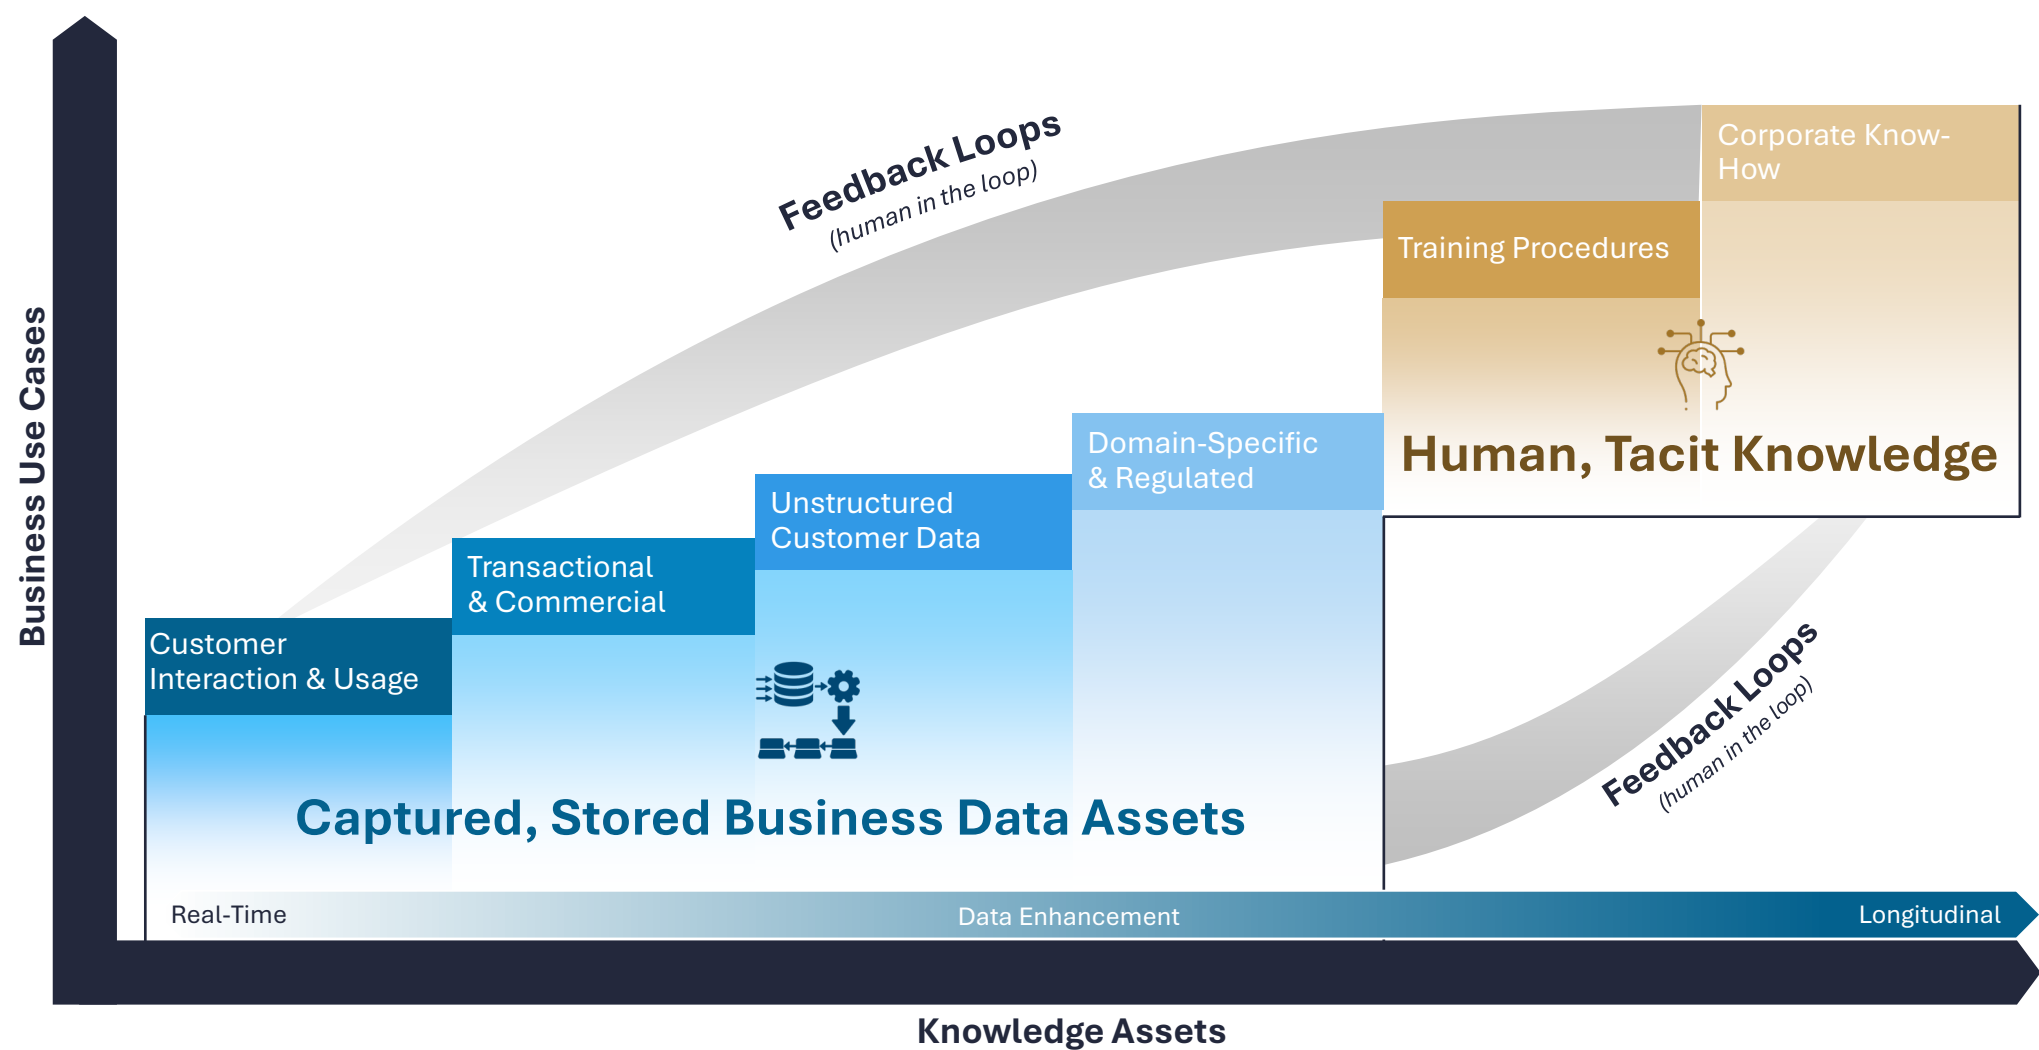 Business Use Cases
Feedback Loops
(human in the loop)
Corporate Know-
How
Training Procedures
Human, Tacit Knowledge
Domain-Specific
& Regulated
Unstructured
Customer Data
Transactional
& Commercial
Customer
Interaction & Usage
Captured, Stored Business Data Assets
Feedback Loops
(human in the loop)
Real-Time
Data Enhancement
Longitudinal
Knowledge Assets